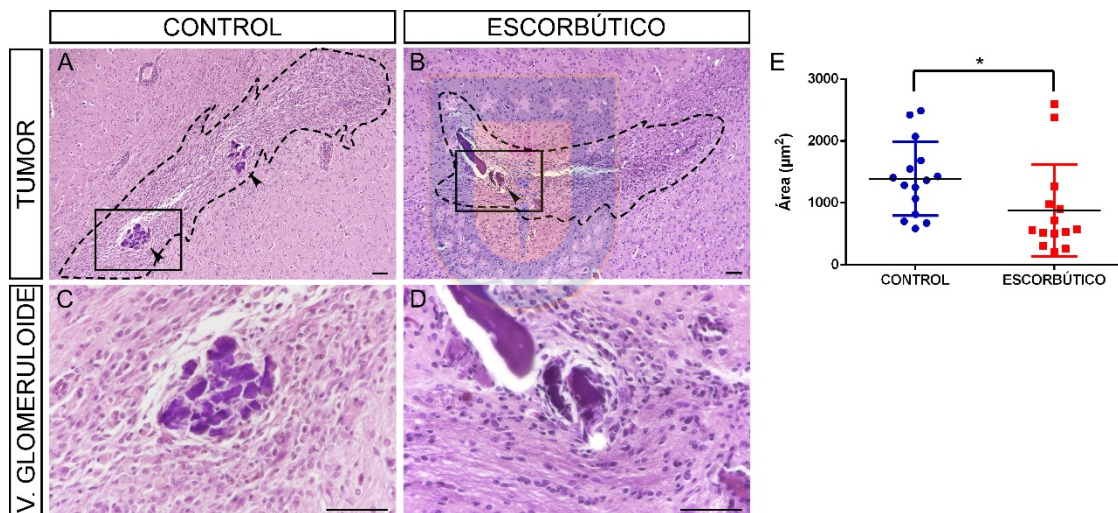 CONTROL
ESCORBÚTICO
TUMOR
A
B
V. GLOMERULOIDE
C
D
E
*
Área (µm²)
3000
2000
1000
0
CONTROL
ESCORBÚTICO